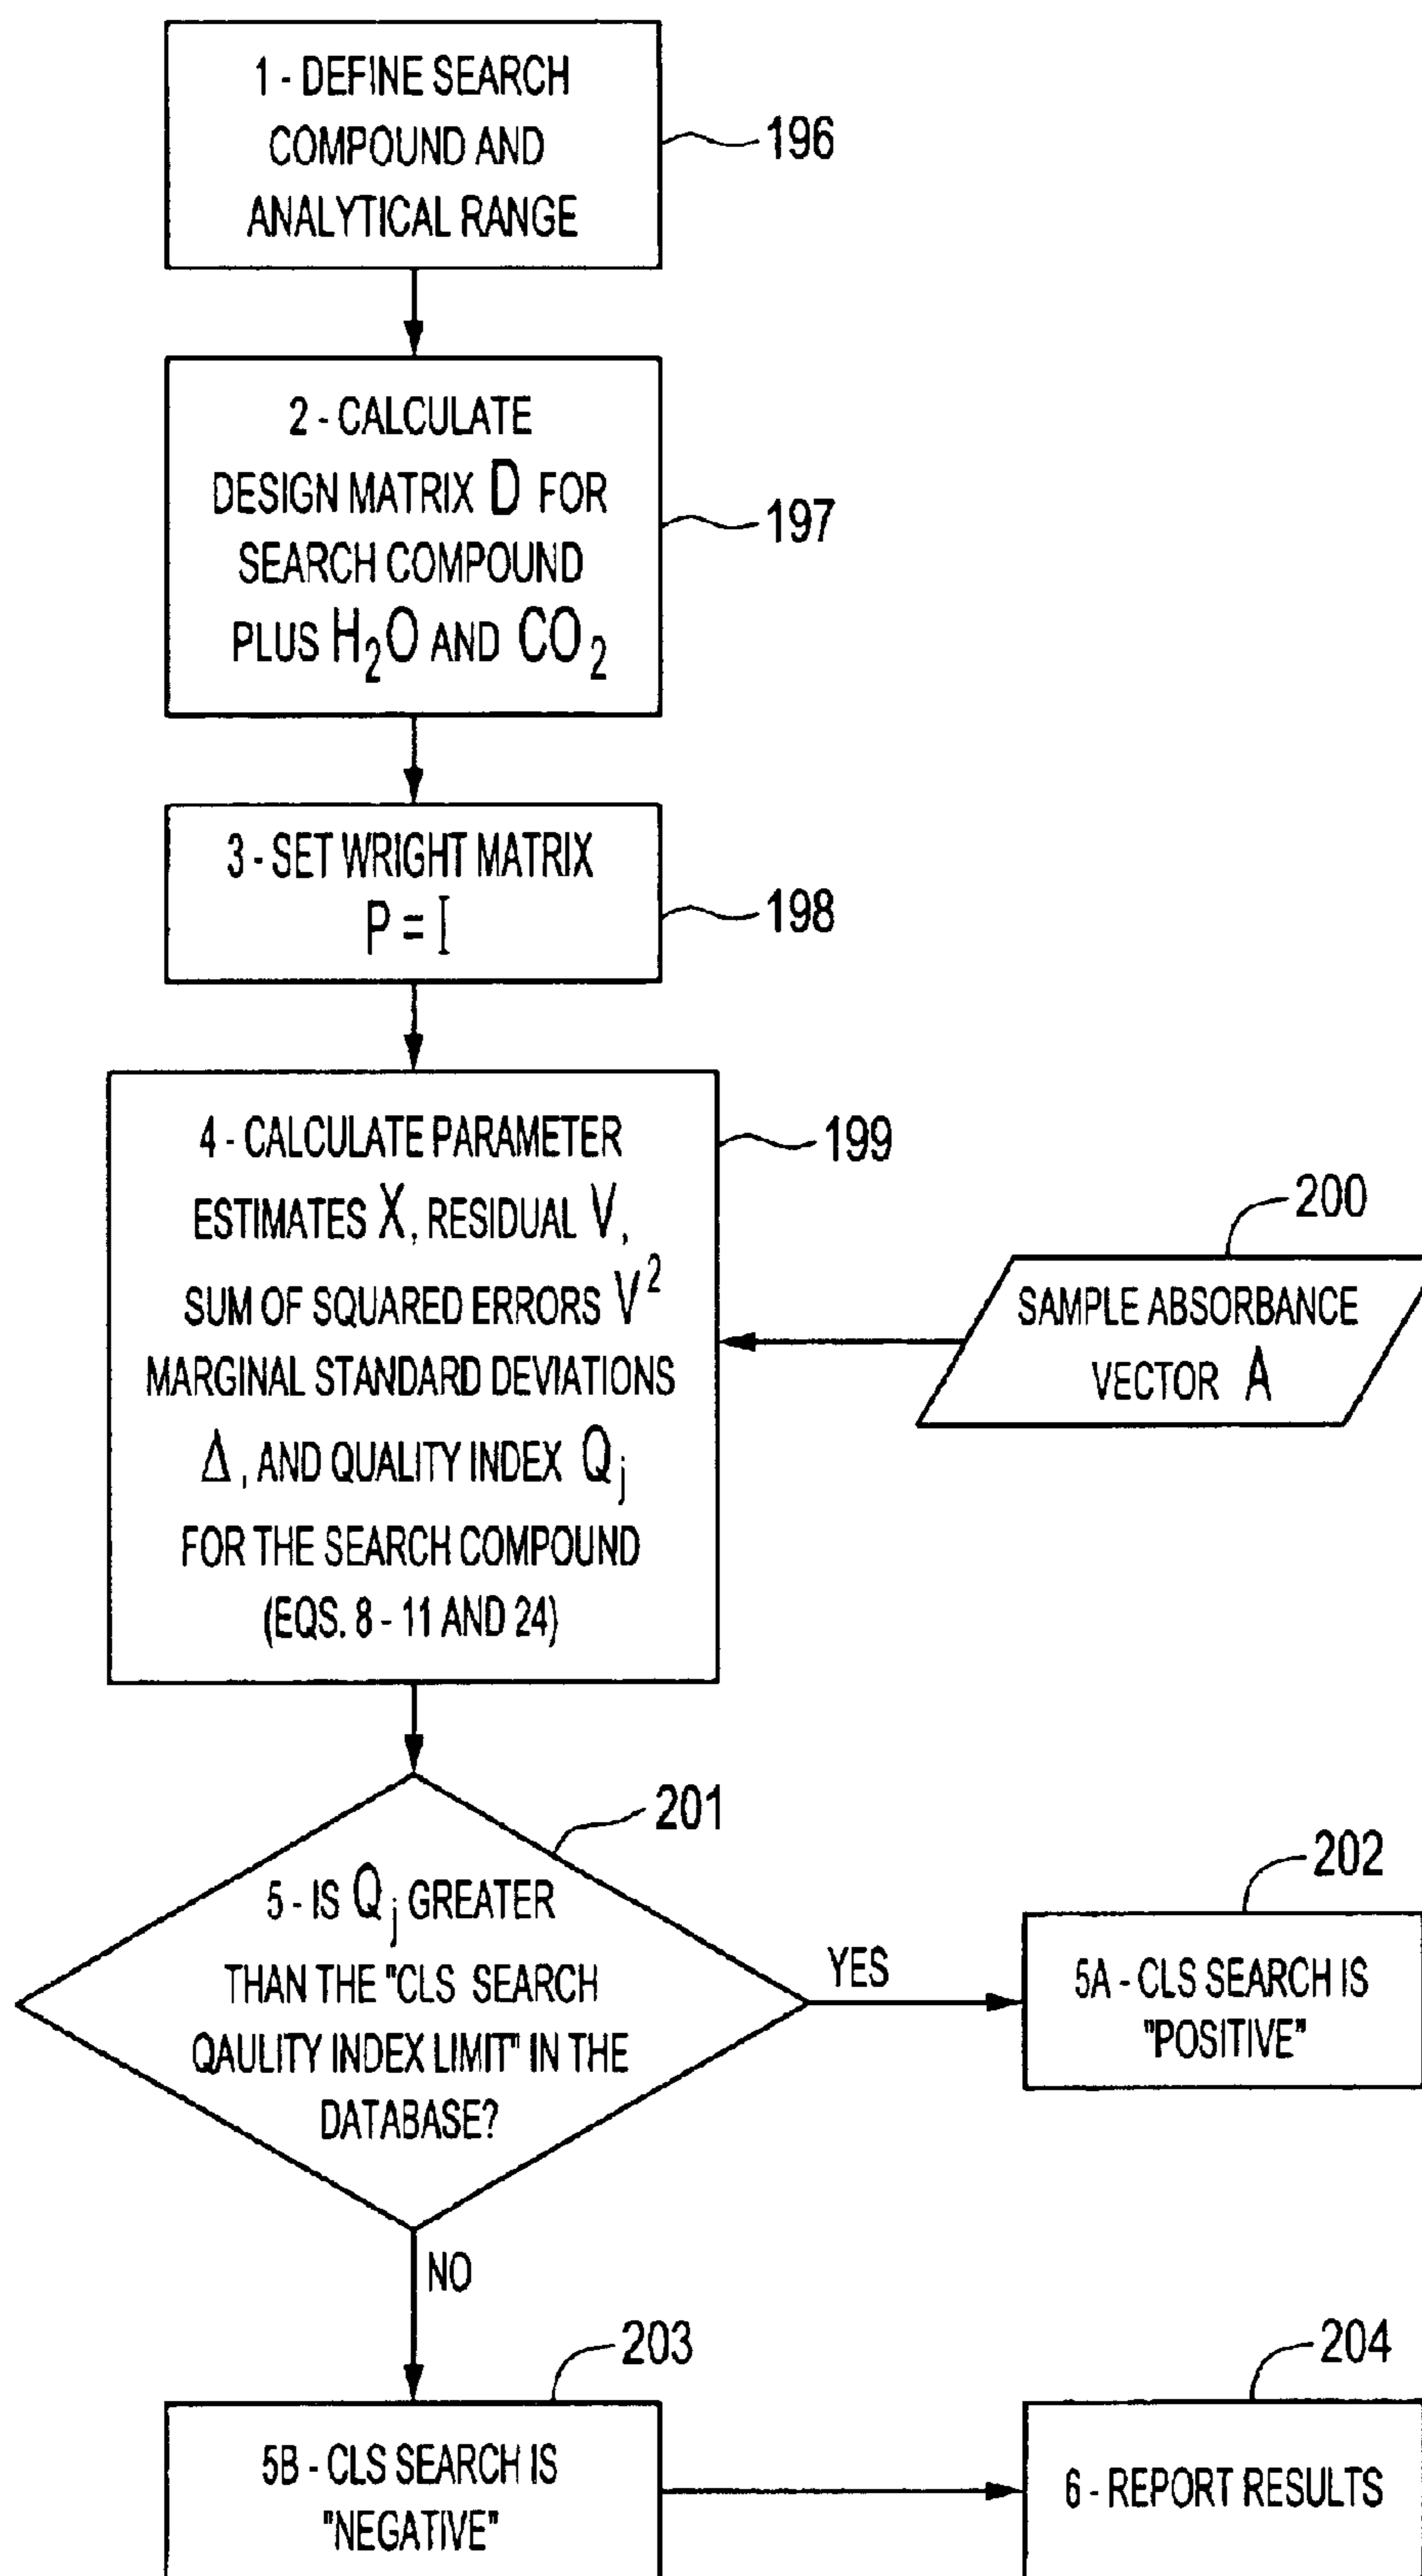 1 - DEFINE SEARCH
COMPOUND AND
ANALYTICAL RANGE
196
2 - CALCULATE
DESIGN MATRIX D FOR
SEARCH COMPOUND
PLUS H₂O AND CO₂
197
3 - SET WRIGHT MATRIX
P = I
198
4 - CALCULATE PARAMETER
ESTIMATES X, RESIDUAL V,
SUM OF SQUARED ERRORS V²
MARGINAL STANDARD DEVIATIONS
Δ, AND QUALITY INDEX Qⱼ
FOR THE SEARCH COMPOUND
(EQS. 8 - 11 AND 24)
199
200
SAMPLE ABSORBANCE
VECTOR A
201
5 - IS Qⱼ GREATER
THAN THE "CLS SEARCH
QAULITY INDEX LIMIT" IN THE
DATABASE?
YES
202
5A - CLS SEARCH IS
"POSITIVE"
NO
203
5B - CLS SEARCH IS
"NEGATIVE"
204
6 - REPORT RESULTS